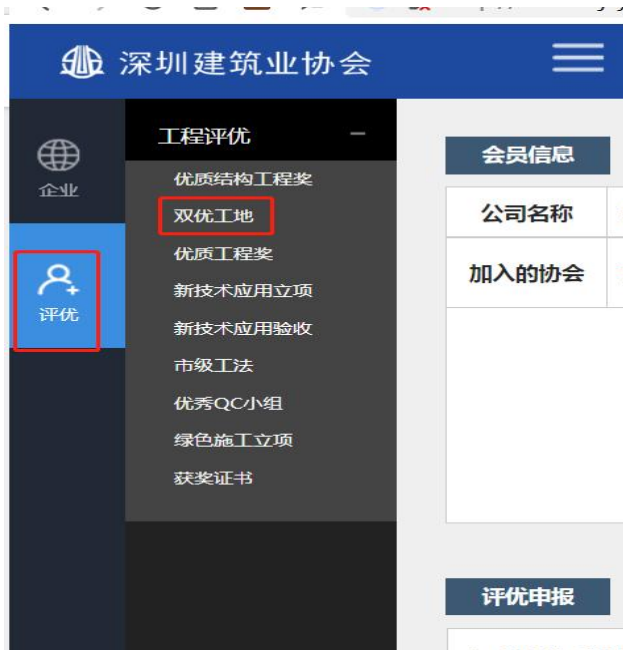 深圳建筑业协会
企业
评优
工程评优
优质结构工程奖
双优工地
优质工程奖
新技术应用立项
新技术应用验收
市级工法
优秀QC小组
绿色施工立项
获奖证书
会员信息
公司名称
加入的协会
评优申报